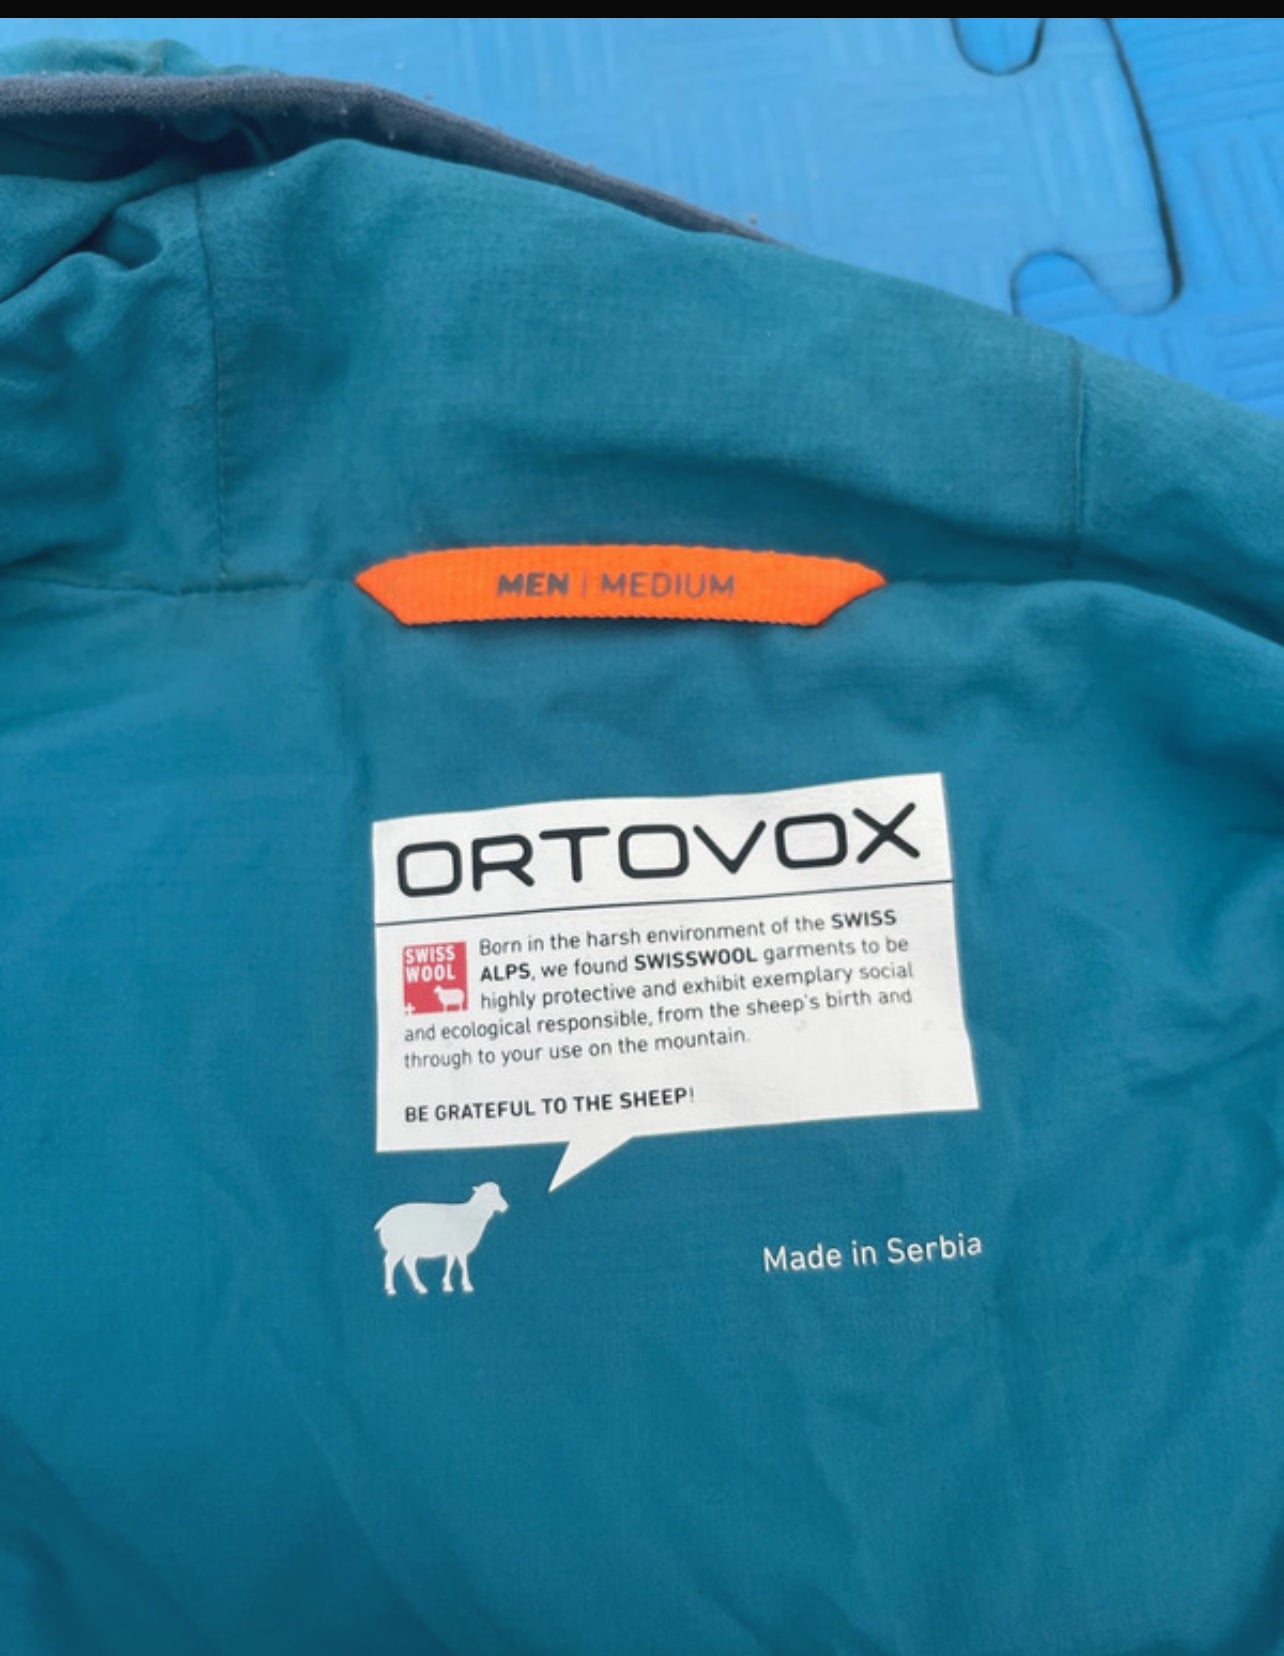 MEN | MEDIUM
ORTOVOX
SWISS
WOOL
Born in the harsh environment of the SWISS
ALPS, we found SWISSWOOL garments to be
highly protective and exhibit exemplary social
and ecological responsible, from the sheep's birth and
through to your use on the mountain.
BE GRATEFUL TO THE SHEEP!
Made in Serbia